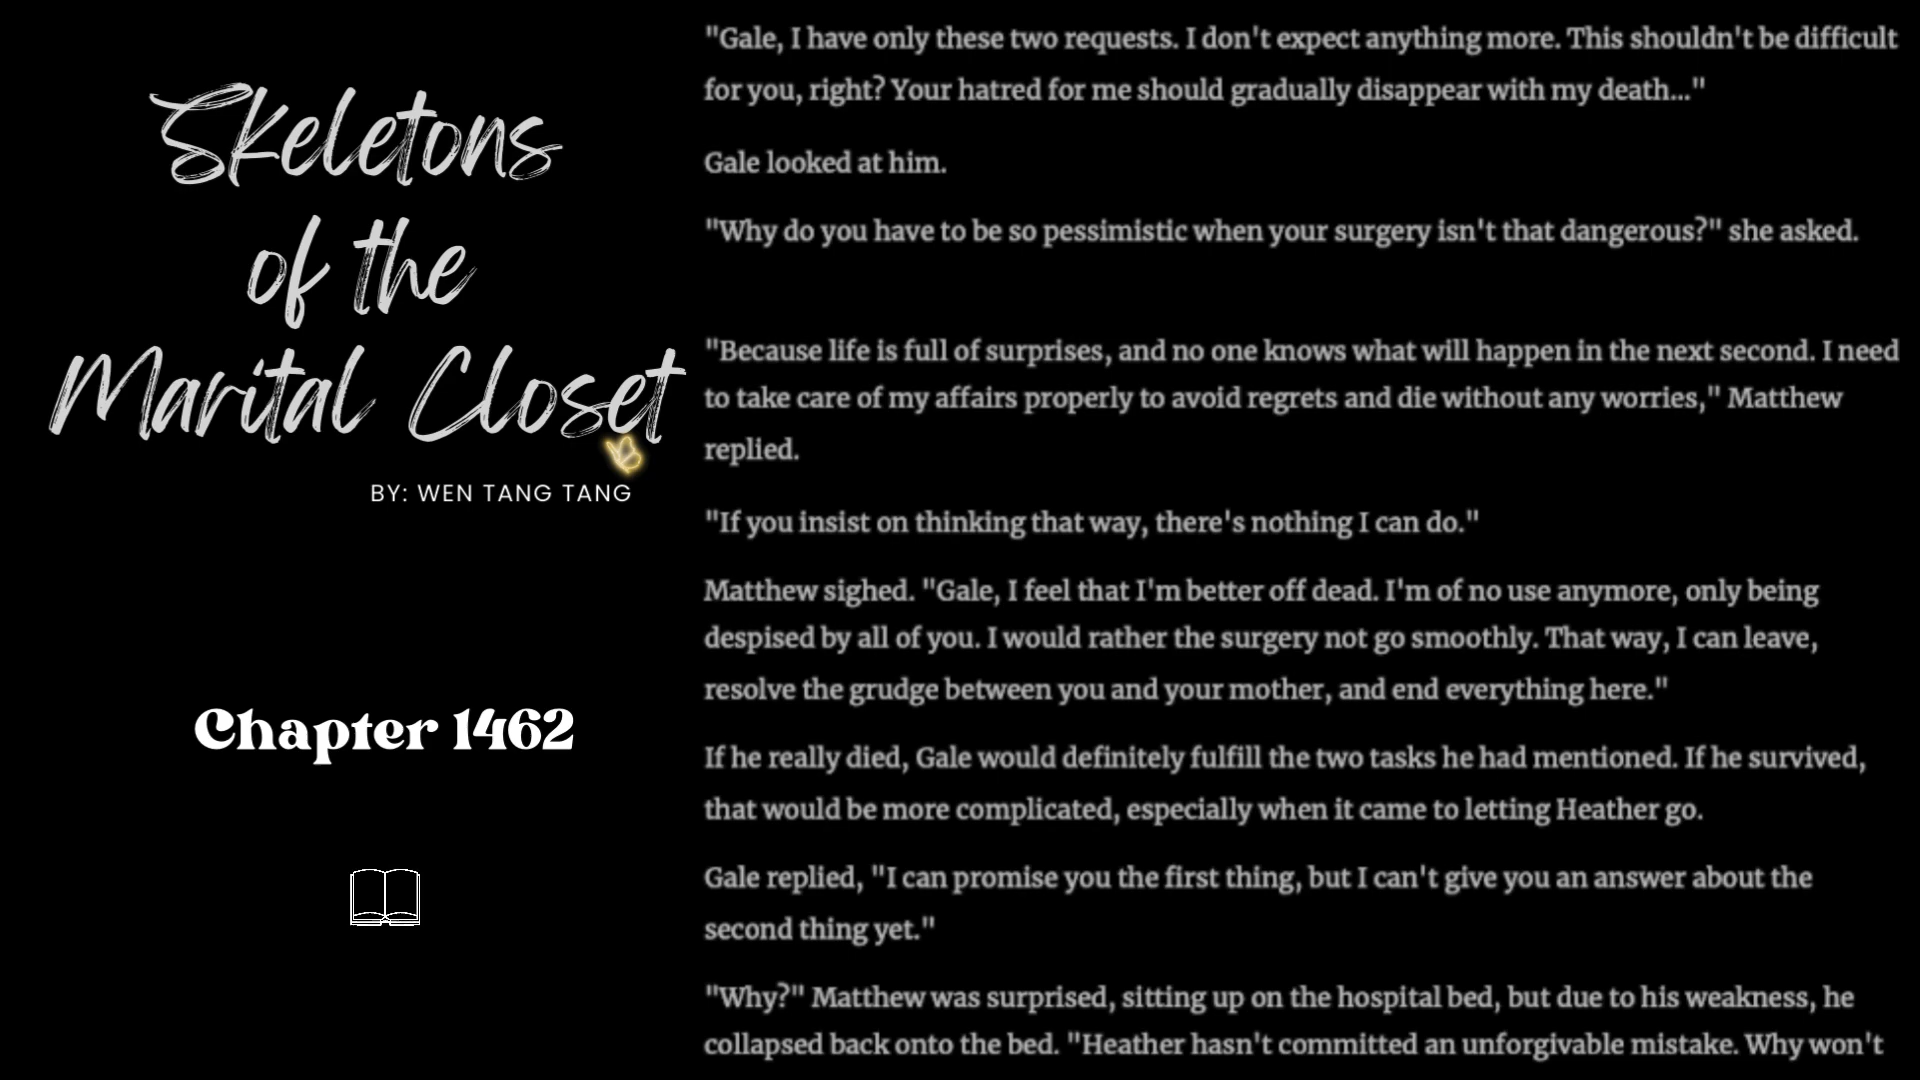 Skeletons
of the
Marital Closet
BY: WEN TANG TANG
Chapter 1462
"Gale, I have only these two requests. I don't expect anything more. This shouldn't be difficult
for you, right? Your hatred for me should gradually disappear with my death..."
Gale looked at him.
"Why do you have to be so pessimistic when your surgery isn't that dangerous?" she asked.
"Because life is full of surprises, and no one knows what will happen in the next second. I need
to take care of my affairs properly to avoid regrets and die without any worries," Matthew
replied.
"If you insist on thinking that way, there's nothing I can do."
Matthew sighed. "Gale, I feel that I'm better off dead. I'm of no use anymore, only being
despised by all of you. I would rather the surgery not go smoothly. That way, I can leave,
resolve the grudge between you and your mother, and end everything here."
If he really died, Gale would definitely fulfill the two tasks he had mentioned. If he survived,
that would be more complicated, especially when it came to letting Heather go.
Gale replied, "I can promise you the first thing, but I can't give you an answer about the
second thing yet."
"Why?" Matthew was surprised, sitting up on the hospital bed, but due to his weakness, he
collapsed back onto the bed. "Heather hasn't committed an unforgivable mistake. Why won't